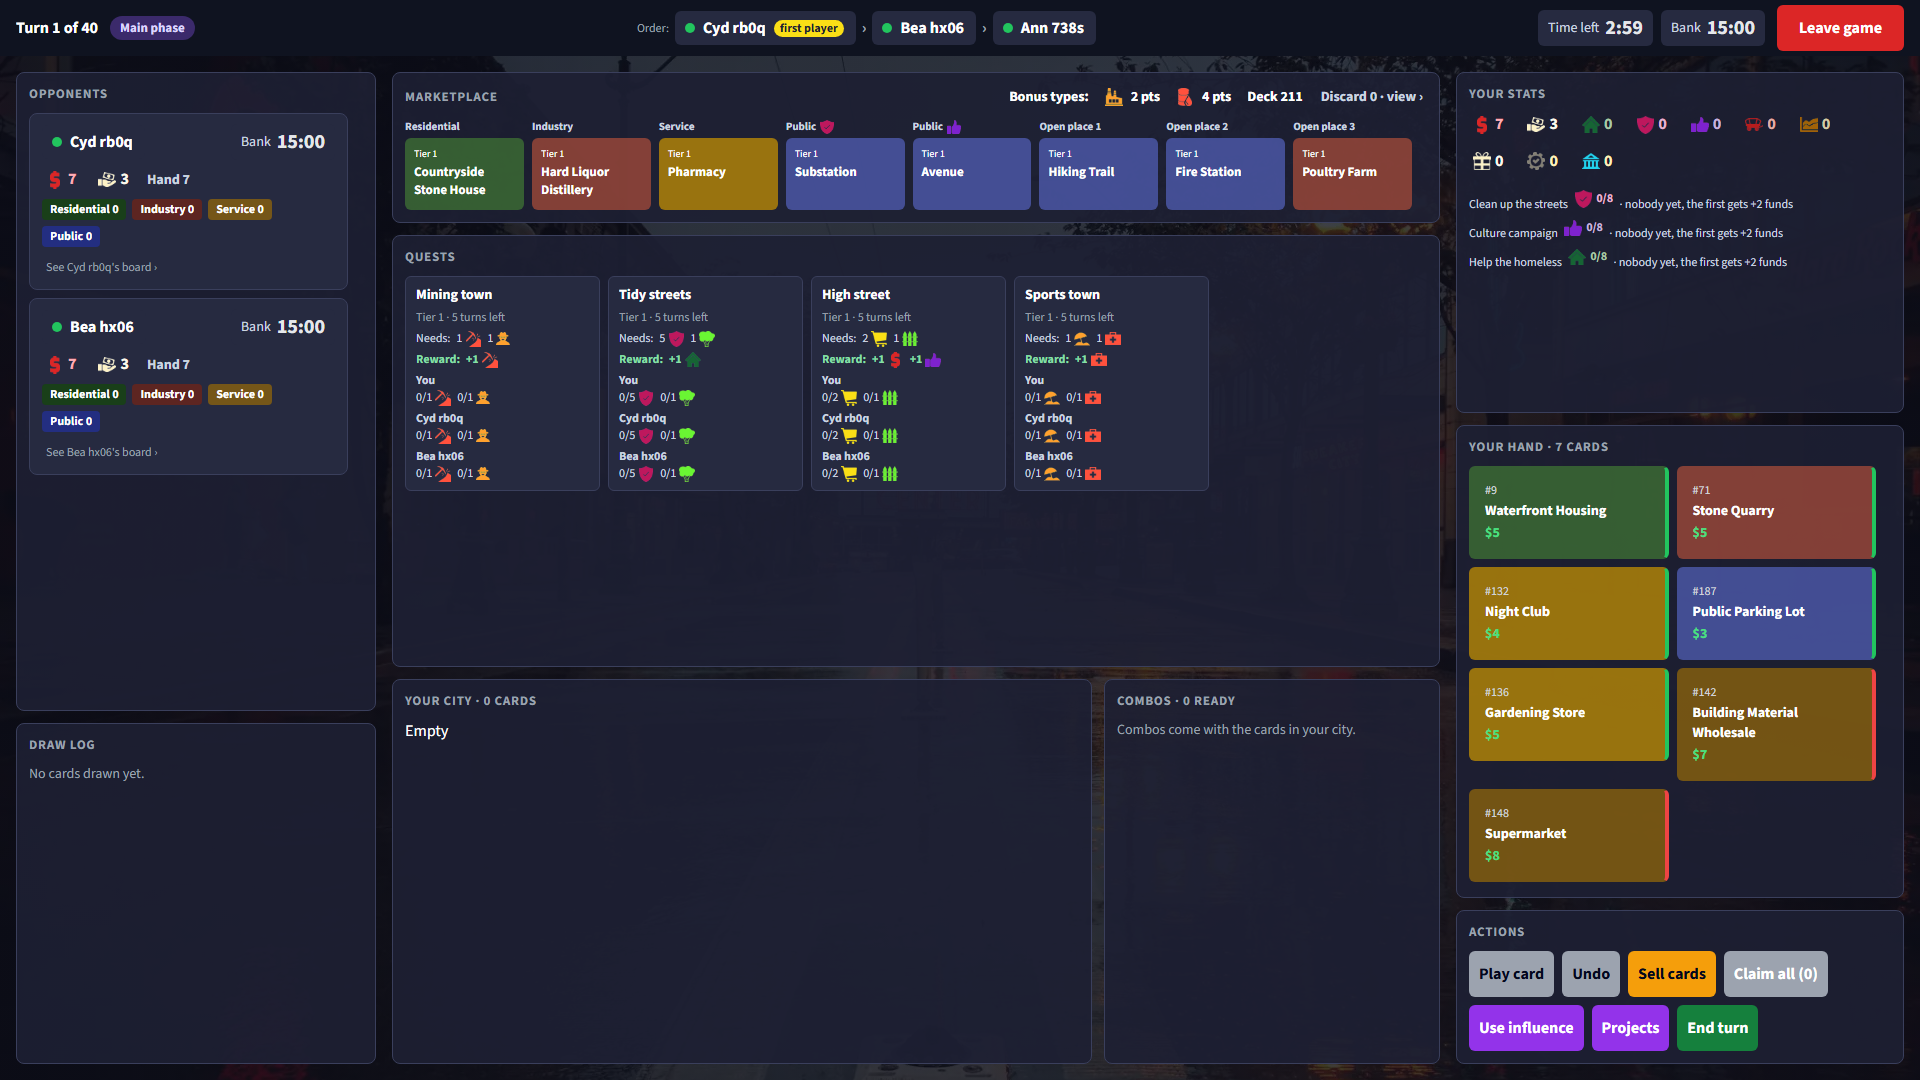 Turn 1 of 40 Main phase
Order: Cyd rb0q first player › Bea hx06 › Ann 738s
Time left 2:59 Bank 15:00 Leave game
OPPONENTS
Cyd rb0q Bank 15:00
7 3 Hand 7
Residential 0 Industry 0 Service 0
Public 0
See Cyd rb0q's board ›
Bea hx06 Bank 15:00
7 3 Hand 7
Residential 0 Industry 0 Service 0
Public 0
See Bea hx06's board ›
DRAW LOG
No cards drawn yet.
MARKETPLACE
Bonus types: 2 pts 4 pts Deck 211 Discard 0 · view ›
Residential Industry Service Public Public Open place 1 Open place 2 Open place 3
Tier 1 Tier 1 Tier 1 Tier 1 Tier 1 Tier 1 Tier 1 Tier 1
Countryside Hard Liquor Pharmacy Substation Avenue Hiking Trail Fire Station Poultry Farm
Stone House Distillery
QUESTS
Mining town
Tier 1 · 5 turns left
Needs: 1 1
Reward: +1
You
0/1 0/1
Cyd rb0q
0/1 0/1
Bea hx06
0/1 0/1
Tidy streets
Tier 1 · 5 turns left
Needs: 5 1
Reward: +1
You
0/5 0/1
Cyd rb0q
0/5 0/1
Bea hx06
0/5 0/1
High street
Tier 1 · 5 turns left
Needs: 2 1
Reward: +1 +1
You
0/2 0/1
Cyd rb0q
0/2 0/1
Bea hx06
0/2 0/1
Sports town
Tier 1 · 5 turns left
Needs: 1 1
Reward: +1
You
0/1 0/1
Cyd rb0q
0/1 0/1
Bea hx06
0/1 0/1
YOUR CITY · 0 CARDS
Empty
COMBOS · 0 READY
Combos come with the cards in your city.
YOUR STATS
7 3 0 0 0 0 0
0 0 0
Clean up the streets 0/8 · nobody yet, the first gets +2 funds
Culture campaign 0/8 · nobody yet, the first gets +2 funds
Help the homeless 0/8 · nobody yet, the first gets +2 funds
YOUR HAND · 7 CARDS
#9
Waterfront Housing
$5
#71
Stone Quarry
$5
#132
Night Club
$4
#187
Public Parking Lot
$3
#136
Gardening Store
$5
#142
Building Material
Wholesale
$7
#148
Supermarket
$8
ACTIONS
Play card Undo Sell cards Claim all (0)
Use influence Projects End turn